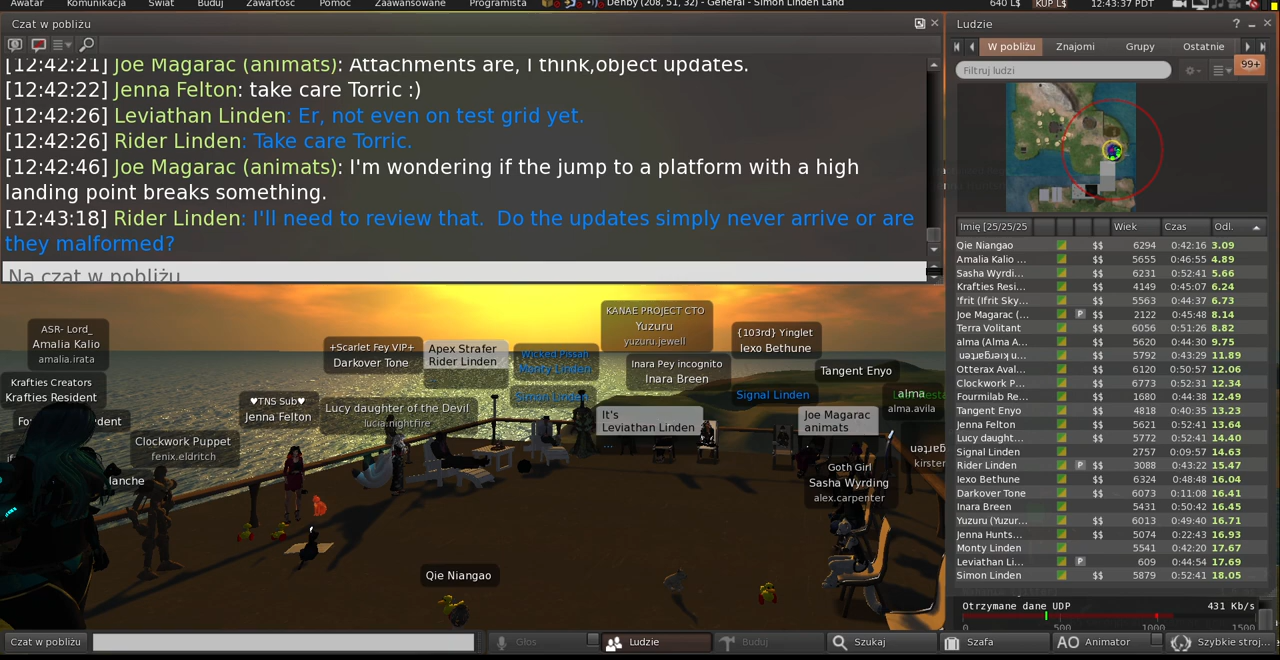 Awatar Komunikacja Świat Buduj Zawartość Pomoc Zaawansowane Programista Denby (208, 51, 32) - General - Simon Linden Land 640 L$ KUP L$ 12:43:37 PDT
Czat w pobliżu
[12:42:21] Joe Magarac (animats): Attachments are, I think,object updates.
[12:42:22] Jenna Felton: take care Torric :)
[12:42:26] Leviathan Linden: Er, not even on test grid yet.
[12:42:26] Rider Linden: Take care Torric.
[12:42:46] Joe Magarac (animats): I'm wondering if the jump to a platform with a high
landing point breaks something.
[12:43:18] Rider Linden: I'll need to review that. Do the updates simply never arrive or are
they malformed?
Na czat w pobliżu
KANAE PROJECT CTO
Yuzuru
yuzuru.jewell
ASR- Lord_
Amalia Kalio
amalia.irata
+Scarlet Fey VIP+
Darkover Tone
Apex Strafer
Rider Linden
Wicked Pissah
Monty Linden
{103rd} Yinglet
Iexo Bethune
Inara Pey incognito
Inara Breen
Tangent Enyo
Krafties Creators
Krafties Resident
Simon Linden
Signal Linden
alma
alma.avila
♥TNS Sub♥
Jenna Felton
Lucy daughter of the Devil
lucia.nightfire
It's
Leviathan Linden
...
Joe Magarac
animats
Clockwork Puppet
fenix.eldritch
lanche
Goth Girl
Sasha Wyrding
alex.carpenter
kirster
Qie Niangao
Ludzie
W pobliżu Znajomi Grupy Ostatnie
99+
Filtruj ludzi
Imię [25/25/25 Wiek Czas Odl.
Qie Niangao $$ 6294 0:42:16 3.09
Amalia Kalio ... $$ 5655 0:46:55 4.89
Sasha Wyrdi... $$ 6231 0:52:41 5.66
Krafties Resi... $$ 4149 0:45:07 6.24
'frit (Ifrit Sky... $$ 5563 0:44:37 6.73
Joe Magarac (... P $$ 2122 0:45:48 8.14
Terra Volitant $$ 6056 0:51:26 8.82
alma (Alma A... $$ 5620 0:44:30 9.75
$$ 5792 0:43:29 11.89
Otterax Aval... $$ 6120 0:50:57 12.06
Clockwork P... $$ 6773 0:52:31 12.34
Fourmilab Re... $$ 1680 0:44:38 12.49
Tangent Enyo $$ 4818 0:40:35 13.23
Jenna Felton $$ 5621 0:52:41 13.64
Lucy daught... $$ 5772 0:52:41 14.40
Signal Linden 2757 0:09:57 14.63
Rider Linden P $$ 3088 0:43:22 15.47
Iexo Bethune $$ 6324 0:48:48 16.04
Darkover Tone $$ 6073 0:11:08 16.41
Inara Breen 5431 0:50:42 16.45
Yuzuru (Yuzur... $$ 6013 0:49:40 16.71
Jenna Hunts... $$ 5074 0:22:43 16.93
Monty Linden 5541 0:42:20 17.67
Leviathan Li... P 609 0:44:54 17.69
Simon Linden $$ 5879 0:52:41 18.05
Otrzymane dane UDP 431 Kb/s
0 500 1000 1500
Czat w pobliżu Głos Ludzie Buduj Szukaj Szafa AO Animator Szybkie stroj...